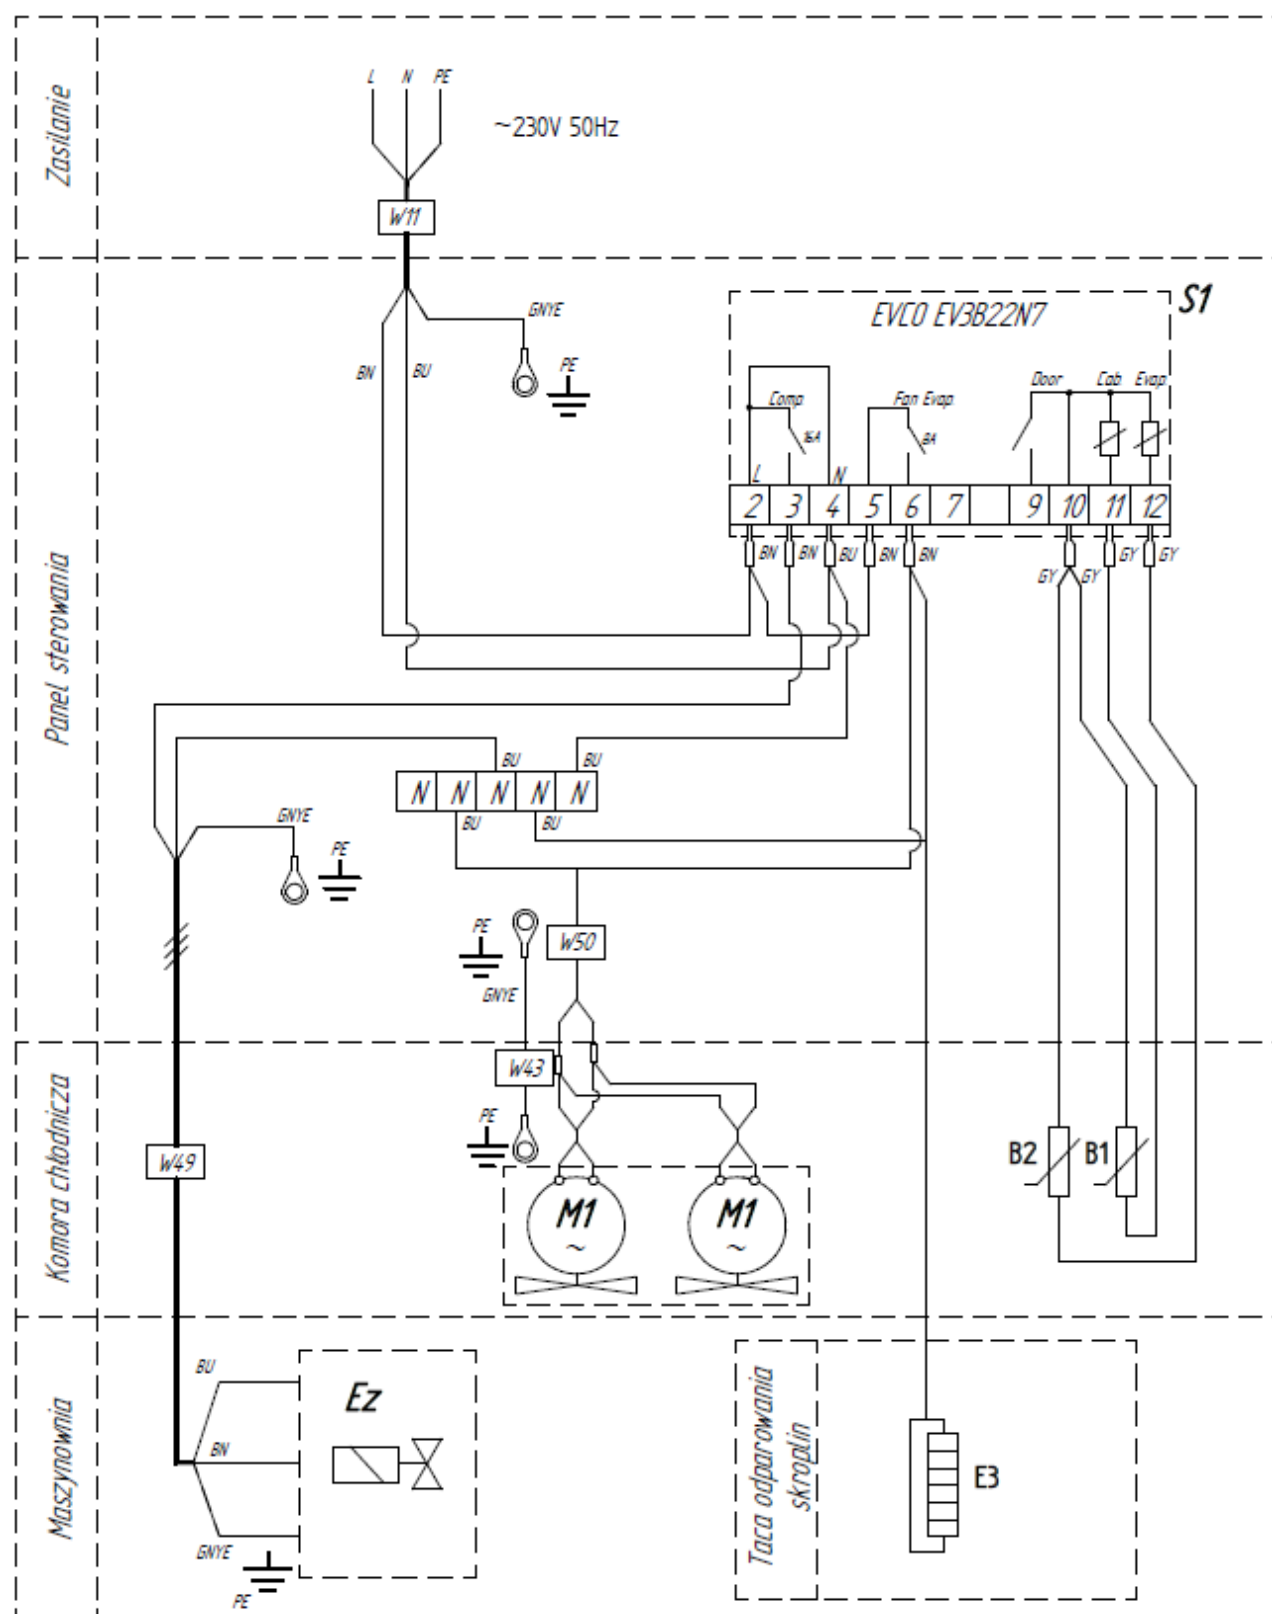 Zasilanie
L N PE
~230V 50Hz
W11
Panel sterowania
GNYE
PE
BN
BU
S1
EVCO EV3B22N7
Door Cab. Evap.
Comp. Fan Evap.
16A 8A
L N
2 3 4 5 6 7 9 10 11 12
BN BN BU BN BN GY GY GY GY
BU BU
N N N N N
BU BU
GNYE
PE
PE
W50
GNYE
Komora chłodnicza
W43
PE
W49
B2 B1
M1 M1
~ ~
Maszynownia
BU
BN
GNYE
PE
Ez
Taca odparowania
skroplin
E3